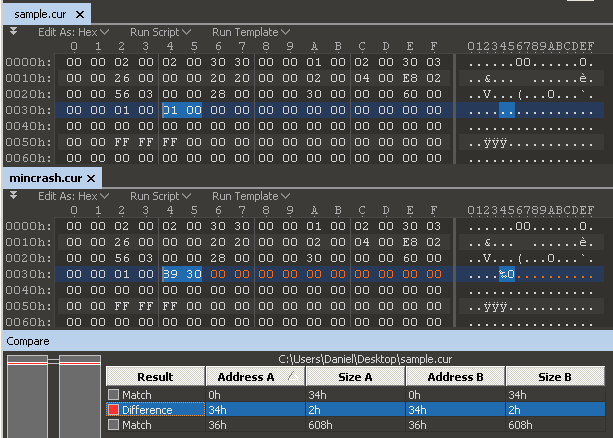 sample.cur ×
Edit As: Hex Run Script Run Template
0 1 2 3 4 5 6 7 8 9 A B C D E F 0123456789ABCDEF
0000h: 00 00 02 00 02 00 30 30 00 00 01 00 02 00 30 03 ......00......0.
0010h: 00 00 26 00 00 00 20 20 00 00 02 00 04 00 E8 02 ..&... ......è.
0020h: 00 00 56 03 00 00 28 00 00 00 30 00 00 00 60 00 ..V...(...0...`.
0030h: 00 00 01 00 01 00 00 00 00 00 00 00 00 00 00 00 ................
0040h: 00 00 00 00 00 00 00 00 00 00 00 00 00 00 00 00 ................
0050h: 00 00 FF FF FF 00 00 00 00 00 00 00 00 00 00 00 ..ÿÿÿ...........
0060h: 00 00 00 00 00 00 00 00 00 00 00 00 00 00 00 00 ................
mincrash.cur ×
Edit As: Hex Run Script Run Template
0 1 2 3 4 5 6 7 8 9 A B C D E F 0123456789ABCDEF
0000h: 00 00 02 00 02 00 30 30 00 00 01 00 02 00 30 03 ......00......0.
0010h: 00 00 26 00 00 00 20 20 00 00 02 00 04 00 E8 02 ..&... ......è.
0020h: 00 00 56 03 00 00 28 00 00 00 30 00 00 00 60 00 ..V...(...0...`.
0030h: 00 00 01 00 89 30 00 00 00 00 00 00 00 00 00 00 ....‰0..........
0040h: 00 00 00 00 00 00 00 00 00 00 00 00 00 00 00 00 ................
0050h: 00 00 FF FF FF 00 00 00 00 00 00 00 00 00 00 00 ..ÿÿÿ...........
0060h: 00 00 00 00 00 00 00 00 00 00 00 00 00 00 00 00 ................
Compare
C:\Users\Daniel\Desktop\sample.cur
Result Address A Size A Address B Size B
Match 0h 34h 0h 34h
Difference 34h 2h 34h 2h
Match 36h 608h 36h 608h